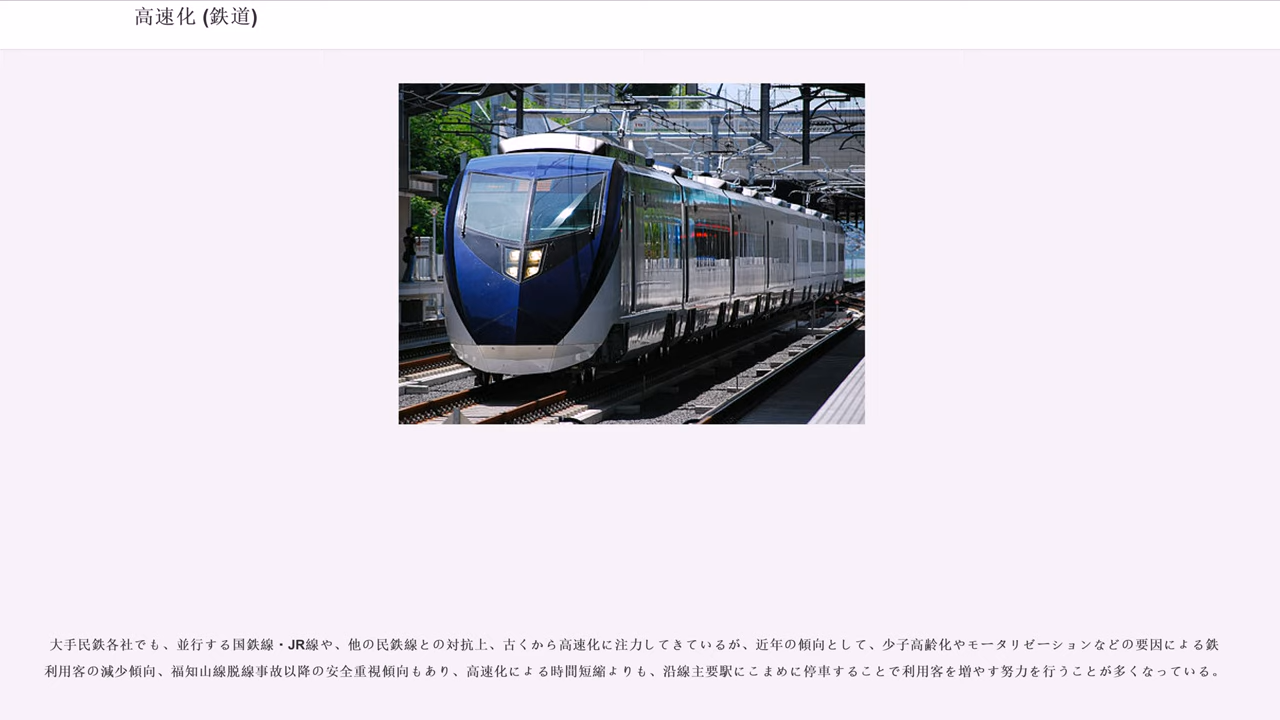 高速化 (鉄道)
大手民鉄各社でも、並行する国鉄線・JR線や、他の民鉄線との対抗上、古くから高速化に注力してきているが、近年の傾向として、少子高齢化やモータリゼーションなどの要因による鉄
利用客の減少傾向、福知山線脱線事故以降の安全重視傾向もあり、高速化による時間短縮よりも、沿線主要駅にこまめに停車することで利用客を増やす努力を行うことが多くなっている。